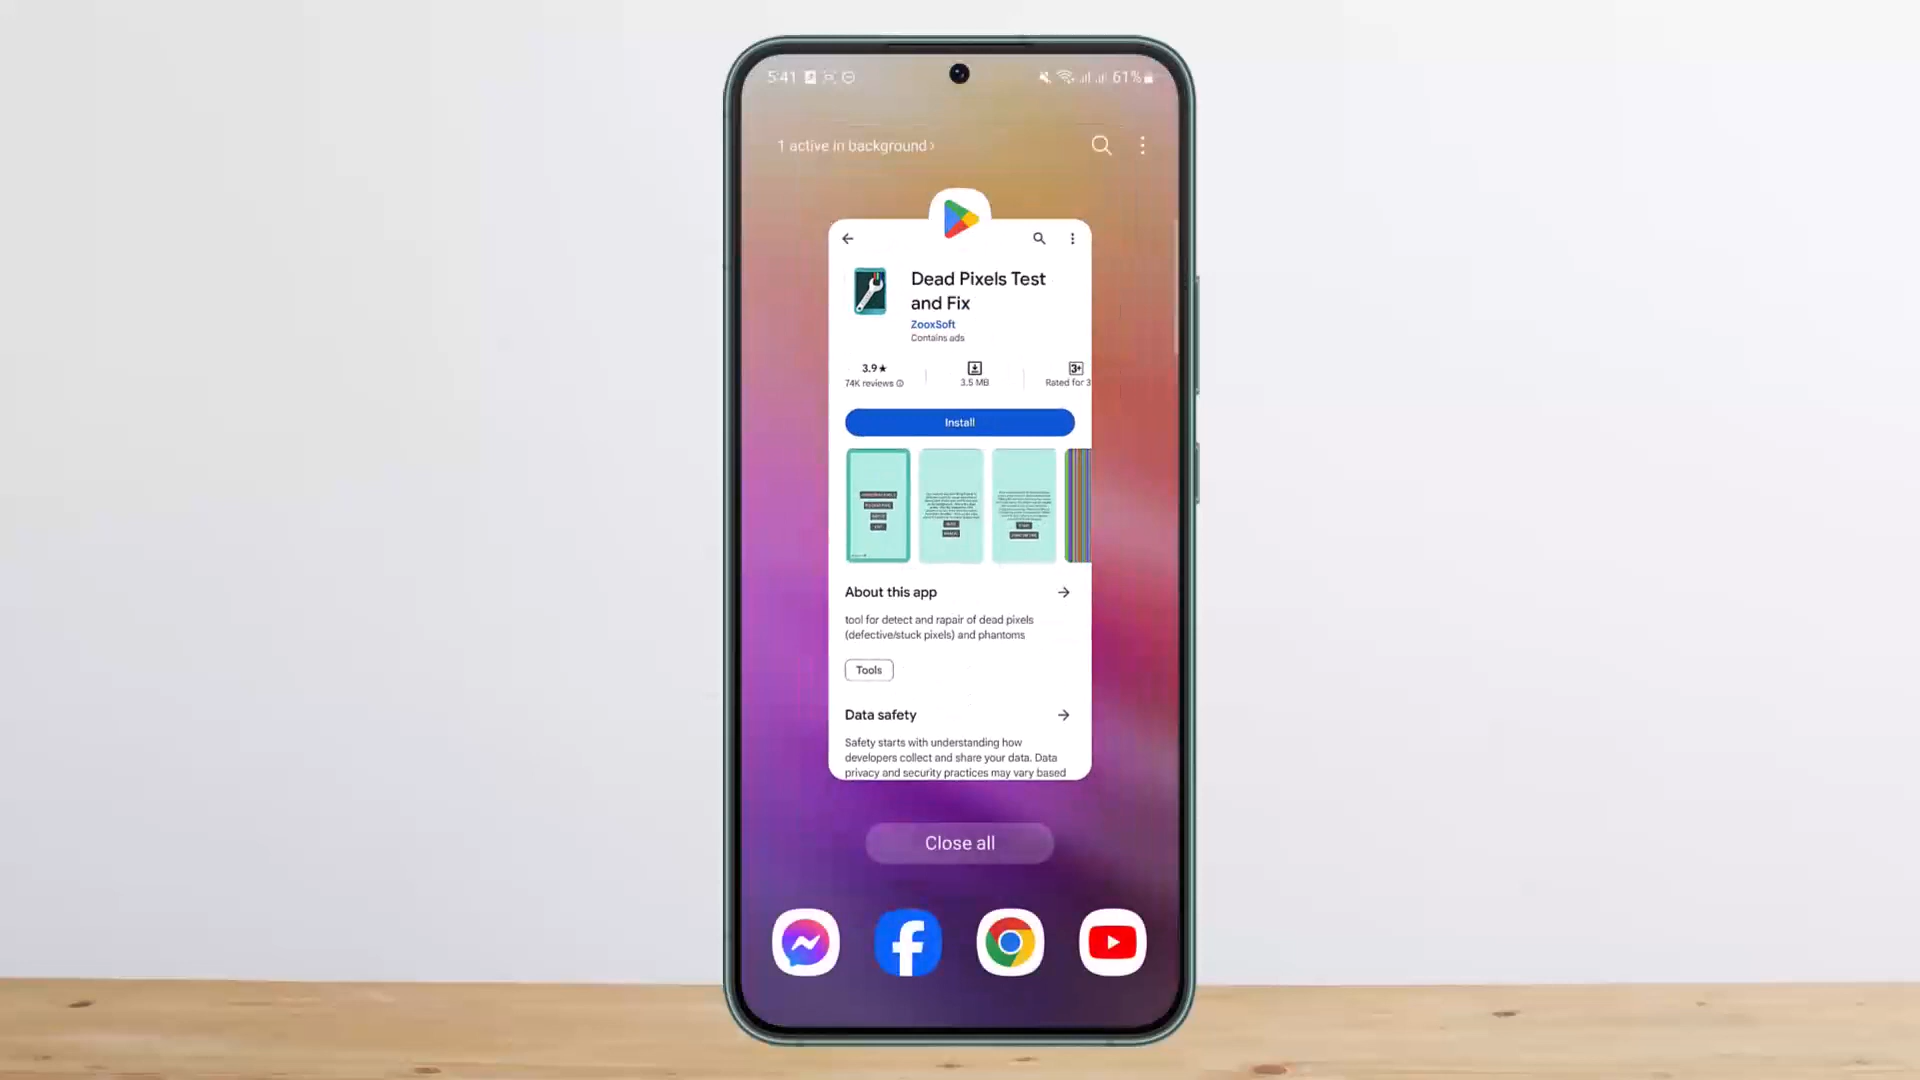 5:41
61%
1 active in background ›
Dead Pixels Test
and Fix
ZooxSoft
Contains ads
3.9★
74K reviews
3.5 MB
3+
Rated for 3
Install
About this app
tool for detect and rapair of dead pixels
(defective/stuck pixels) and phantoms
Tools
Data safety
Safety starts with understanding how
developers collect and share your data. Data
privacy and security practices may vary based
Close all